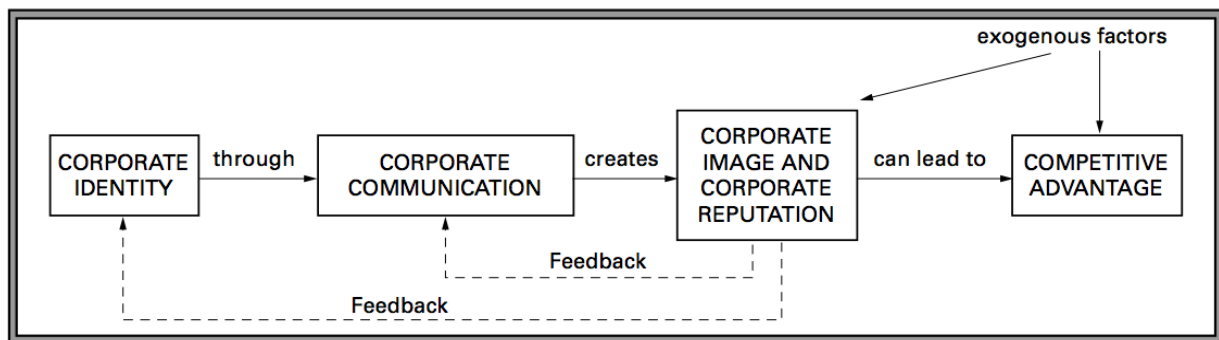 exogenous factors
CORPORATE
IDENTITY
through
CORPORATE
COMMUNICATION
creates
CORPORATE
IMAGE AND
CORPORATE
REPUTATION
can lead to
COMPETITIVE
ADVANTAGE
Feedback
Feedback